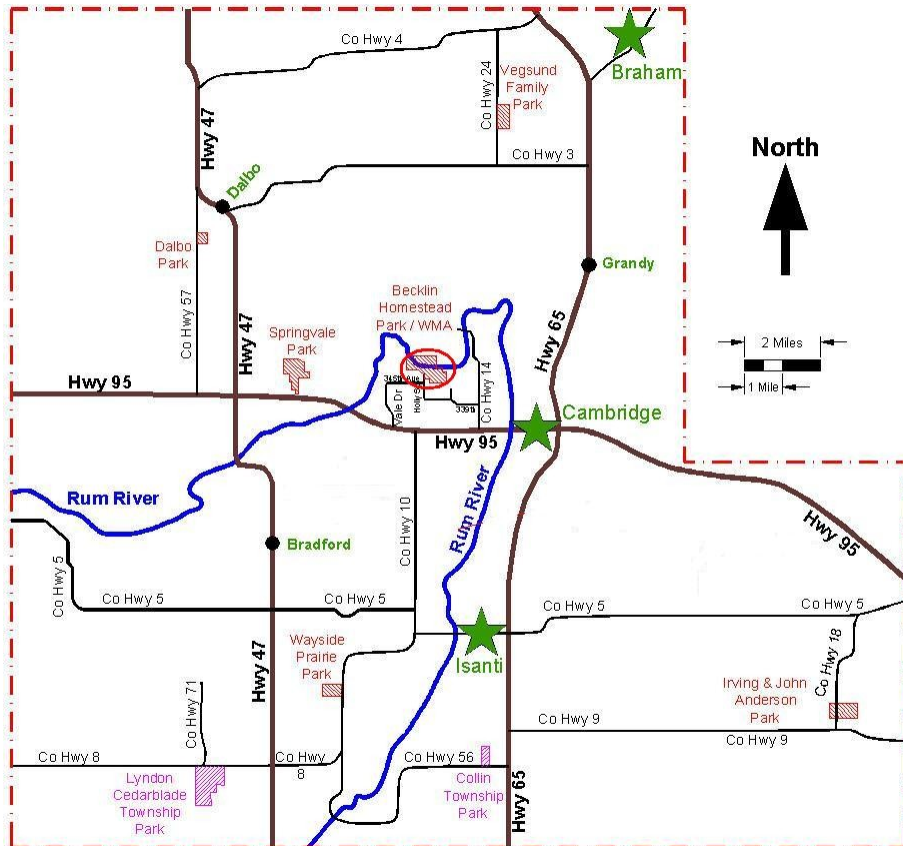 Co Hwy 4
Braham
Vegsund
Family
Park
Co Hwy 24
Hwy 47
Co Hwy 3
North
Dalbo
Dalbo
Park
Grandy
Co Hwy 57
Becklin
Homestead
Park / WMA
Hwy 65
Hwy 47
Springvale
Park
2 Miles
1 Mile
Hwy 95
Vale Dr
339th
Co Hwy 14
Cambridge
Hwy 95
Rum River
Rum River
Co Hwy 10
Hwy 95
Bradford
Co Hwy 5
Co Hwy 5
Co Hwy 5
Co Hwy 5
Co Hwy 5
Wayside
Prairie
Park
Isanti
Hwy 47
Co Hwy 18
Irving & John
Anderson
Park
Co Hwy 71
Co Hwy 9
Co Hwy 9
Co Hwy 8
Co Hwy
8
Co Hwy 56
Lyndon
Cedarblade
Township
Park
Collin
Township
Park
Hwy 65